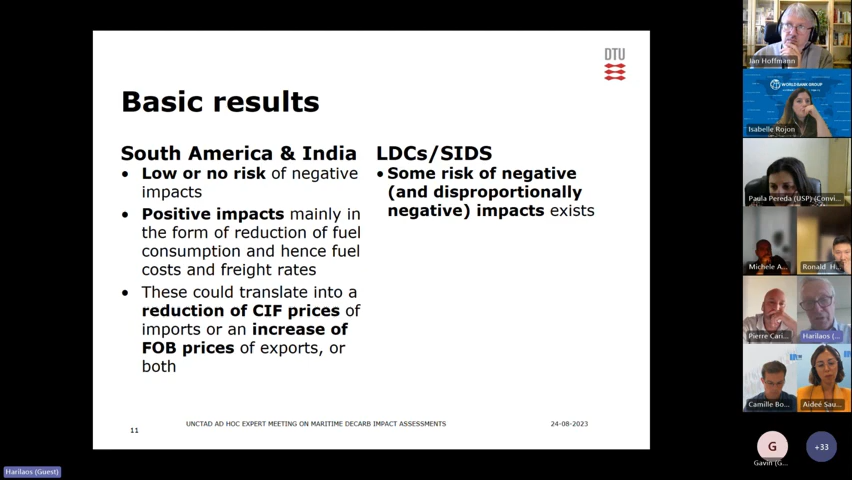 DTU
Basic results
South America & India
• Low or no risk of negative
impacts
• Positive impacts mainly in
the form of reduction of fuel
consumption and hence fuel
costs and freight rates
• These could translate into a
reduction of CIF prices of
imports or an increase of
FOB prices of exports, or
both
LDCs/SIDS
• Some risk of negative
(and disproportionally
negative) impacts exists
11
UNCTAD AD HOC EXPERT MEETING ON MARITIME DECARB IMPACT ASSESSMENTS
24-08-2023
Harilaos (Guest)
Jan Hoffmann
WORLD BANK GROUP
Isabelle Rojon
Paula Pereda (USP) (Convi...
Michele A...
Ronald H...
Pierre Cari...
Harilaos (...
Camille Bo...
Aideé Sau...
G
Gavin (G...
+33